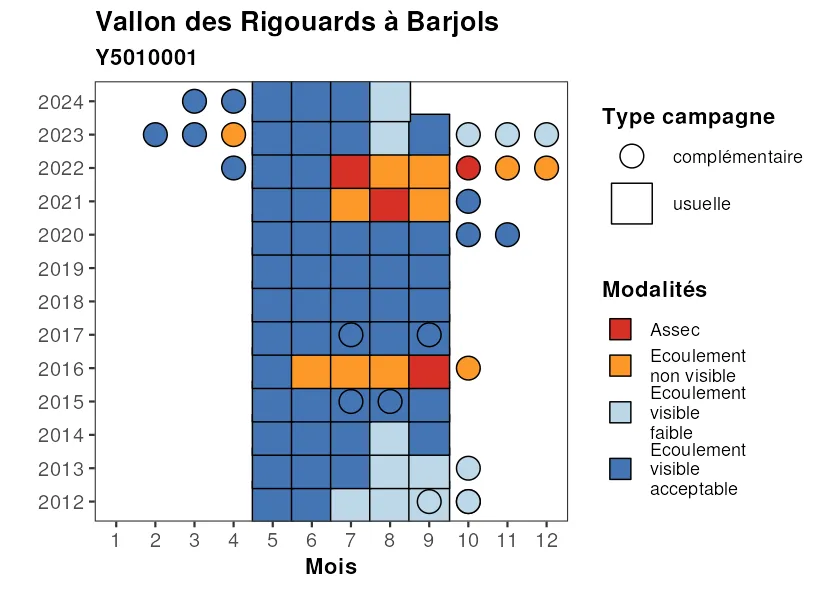 Vallon des Rigouards à Barjols
Y5010001
2024
2023
2022
2021
2020
2019
2018
2017
2016
2015
2014
2013
2012
1 2 3 4 5 6 7 8 9 10 11 12
Mois
Type campagne
complémentaire
usuelle
Modalités
Assec
Ecoulement
non visible
Ecoulement
visible
faible
Ecoulement
visible
acceptable